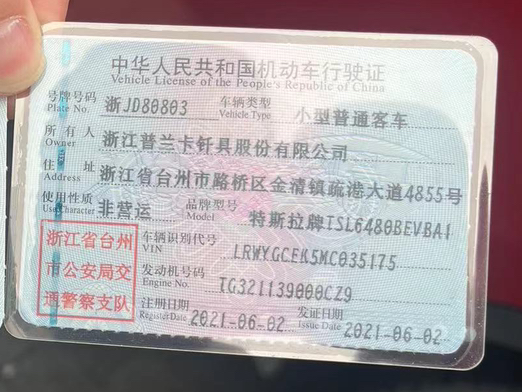 中华人民共和国机动车行驶证
Vehicle License of the People's Republic of China
号牌号码 浙JD80803 车辆类型 小型普通客车
Plate No. Vehicle Type
所有人 浙江普兰卡钎具股份有限公司
Owner
住址 浙江省台州市路桥区金清镇疏港大道4855号
Address
使用性质 非营运 品牌型号 特斯拉牌TSL6480BEVBA1
Use Character Model
浙江省台州
市公安局交
通警察支队
车辆识别代号 LRWYGCEK5MC035175
VIN
发动机号码 TG321139000CZ9
Engine No.
注册日期 2021-06-02 发证日期 2021-06-02
Register Date Issue Date